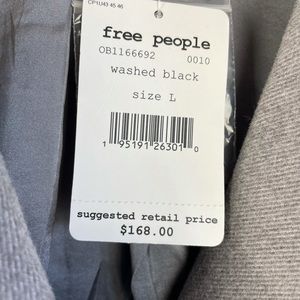 free people
OB1166692 0010
washed black
size L
1 95191 26301 0
suggested retail price
$168.00